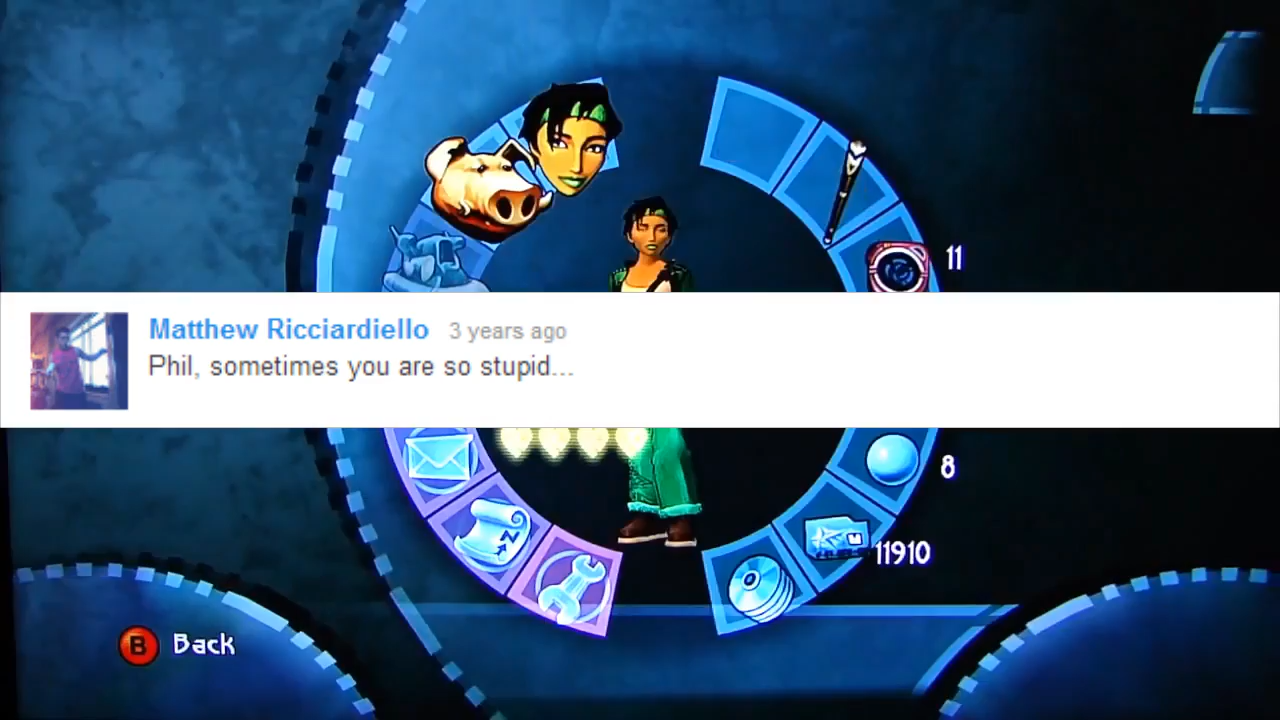 11
Matthew Ricciardiello 3 years ago
Phil, sometimes you are so stupid...
8
11910
B Back